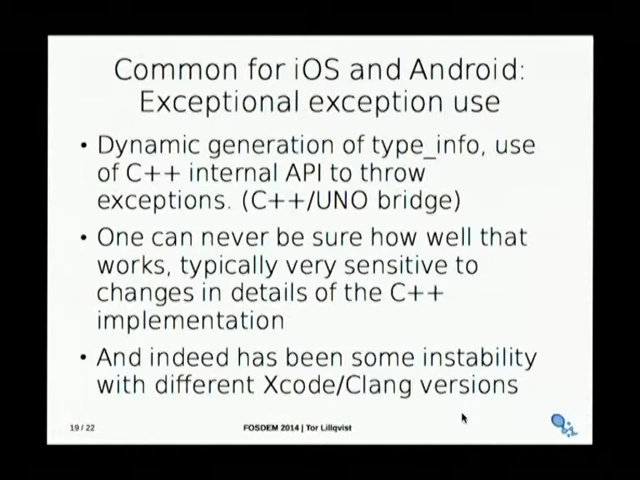 Common for iOS and Android:
Exceptional exception use
• Dynamic generation of type_info, use
of C++ internal API to throw
exceptions. (C++/UNO bridge)
• One can never be sure how well that
works, typically very sensitive to
changes in details of the C++
implementation
• And indeed has been some instability
with different Xcode/Clang versions
19 / 22
FOSDEM 2014 | Tor Lillqvist